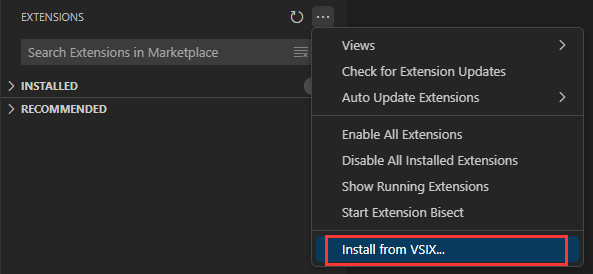 EXTENSIONS
Search Extensions in Marketplace
INSTALLED
RECOMMENDED
Views
Check for Extension Updates
Auto Update Extensions
Enable All Extensions
Disable All Installed Extensions
Show Running Extensions
Start Extension Bisect
Install from VSIX...